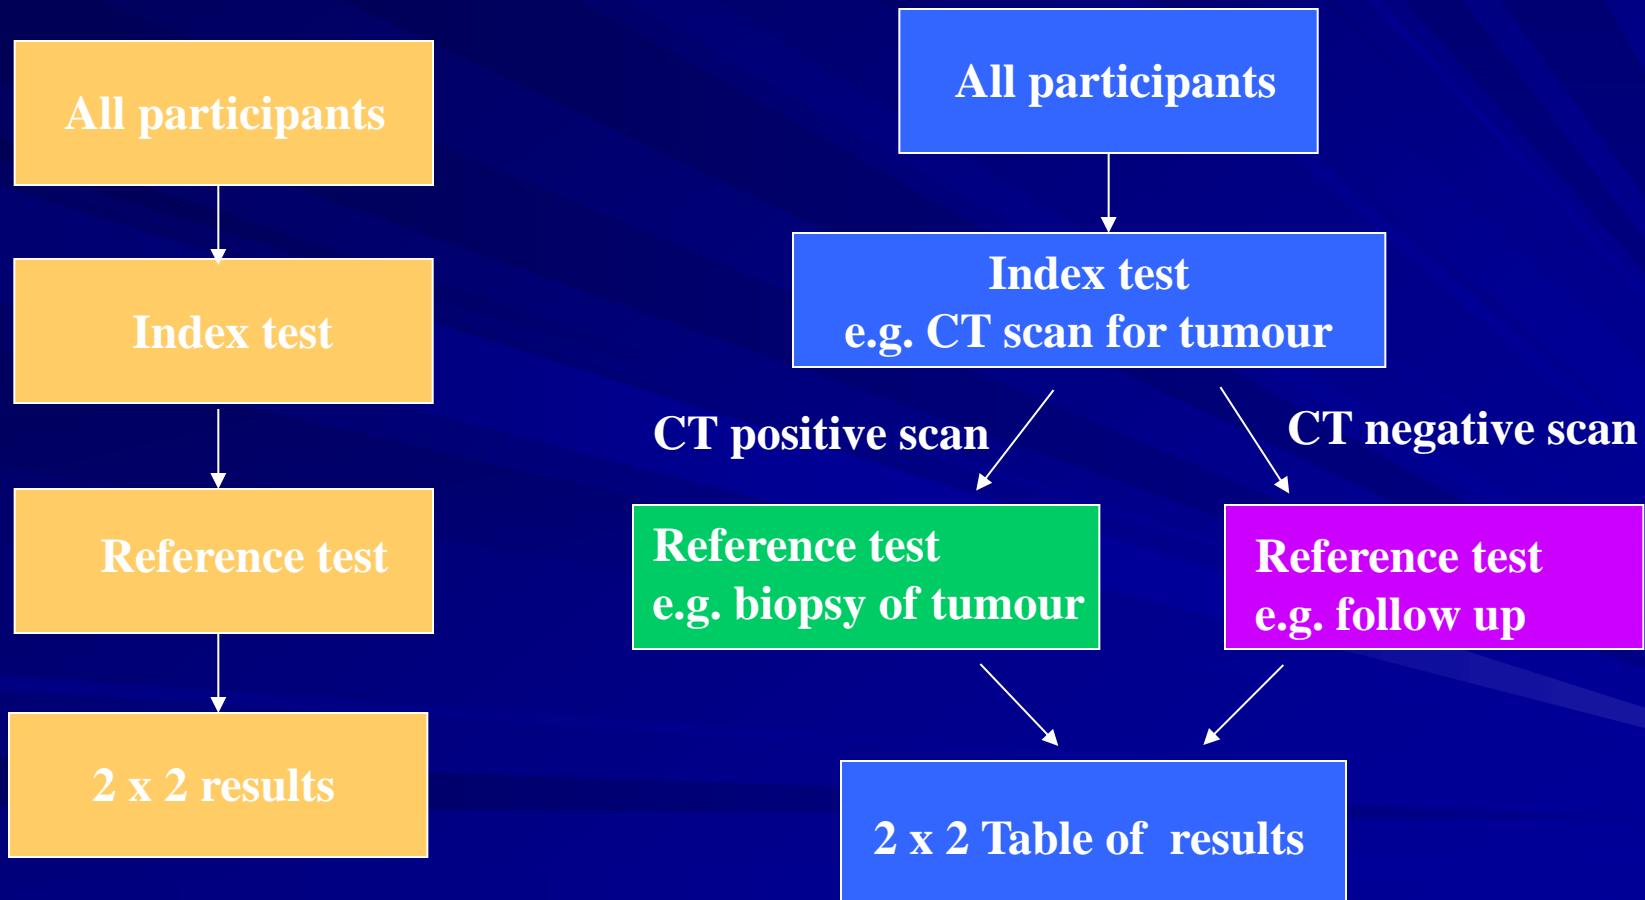 All participants
Index test
Reference test
2 x 2 results
All participants
Index test
e.g. CT scan for tumour
CT positive scan
CT negative scan
Reference test
e.g. biopsy of tumour
Reference test
e.g. follow up
2 x 2 Table of results